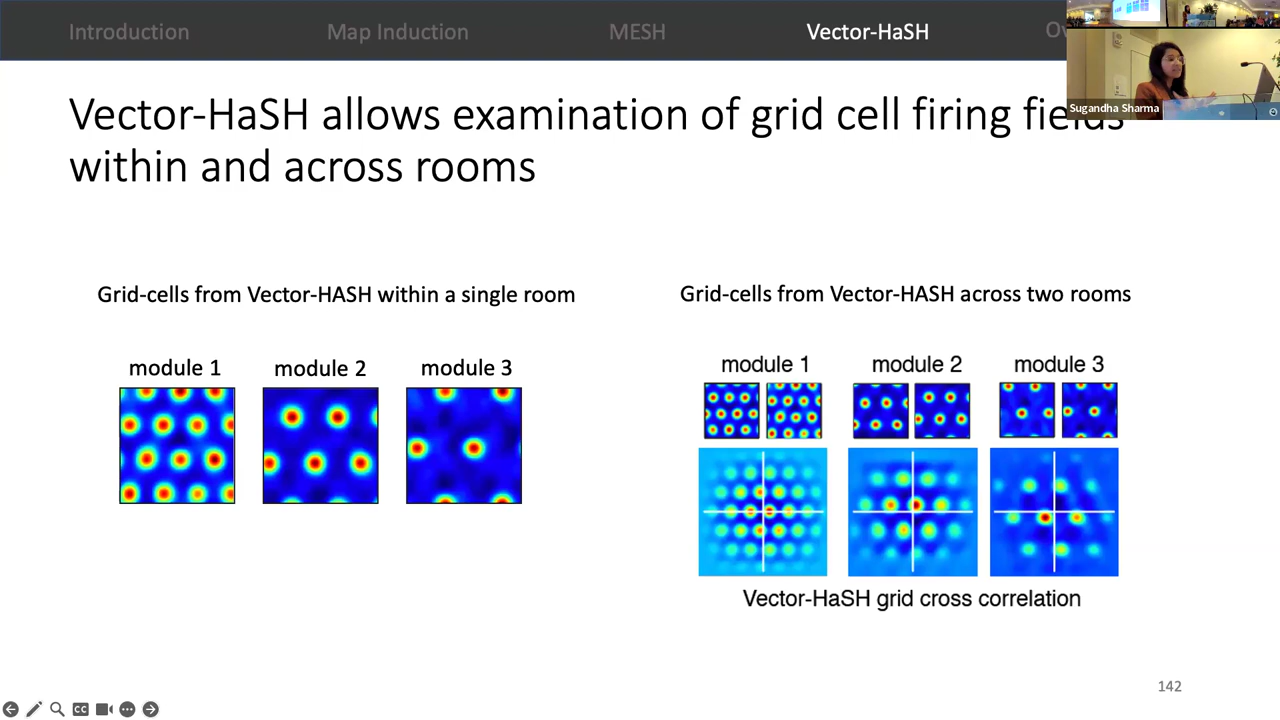 Introduction
Map Induction
MESH
Vector-HaSH
Sugandha Sharma
Vector-HaSH allows examination of grid cell firing fields
within and across rooms
Grid-cells from Vector-HASH within a single room
module 1
module 2
module 3
Grid-cells from Vector-HASH across two rooms
module 1
module 2
module 3
Vector-HaSH grid cross correlation
142
CC